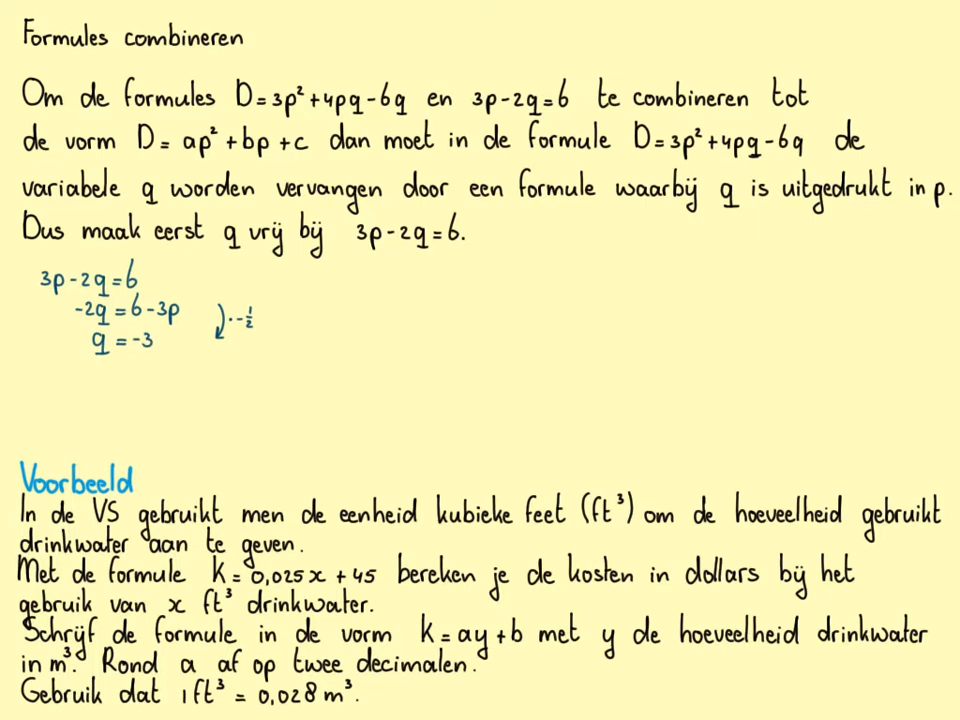 Formules combineren
Om de formules D = 3p² + 4pq - 6q en 3p - 2q = 6 te combineren tot
de vorm D = ap² + bp + c dan moet in de formule D = 3p² + 4pq - 6q de
variabele q worden vervangen door een formule waarbij q is uitgedrukt in p.
Dus maak eerst q vrij bij 3p - 2q = 6.
3p - 2q = 6
-2q = 6 - 3p · -½
q = -3
Voorbeeld
In de VS gebruikt men de eenheid kubieke feet (ft³) om de hoeveelheid gebruikt
drinkwater aan te geven.
Met de formule K = 0,025x + 45 bereken je de kosten in dollars bij het
gebruik van x ft³ drinkwater.
Schrijf de formule in de vorm K = ay + b met y de hoeveelheid drinkwater
in m³. Rond a af op twee decimalen.
Gebruik dat 1 ft³ = 0,028 m³.